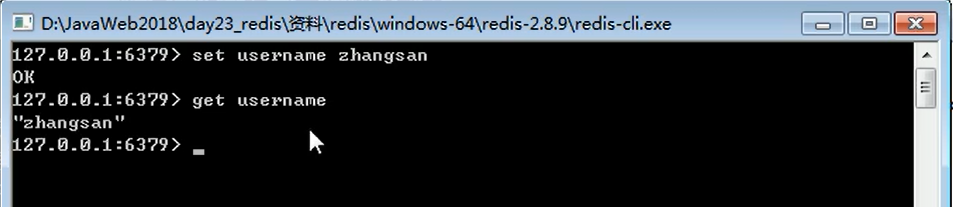 D:\JavaWeb2018\day23_redis\资料\redis\windows-64\redis-2.8.9\redis-cli.exe
127.0.0.1:6379> set username zhangsan
OK
127.0.0.1:6379> get username
"zhangsan"
127.0.0.1:6379>